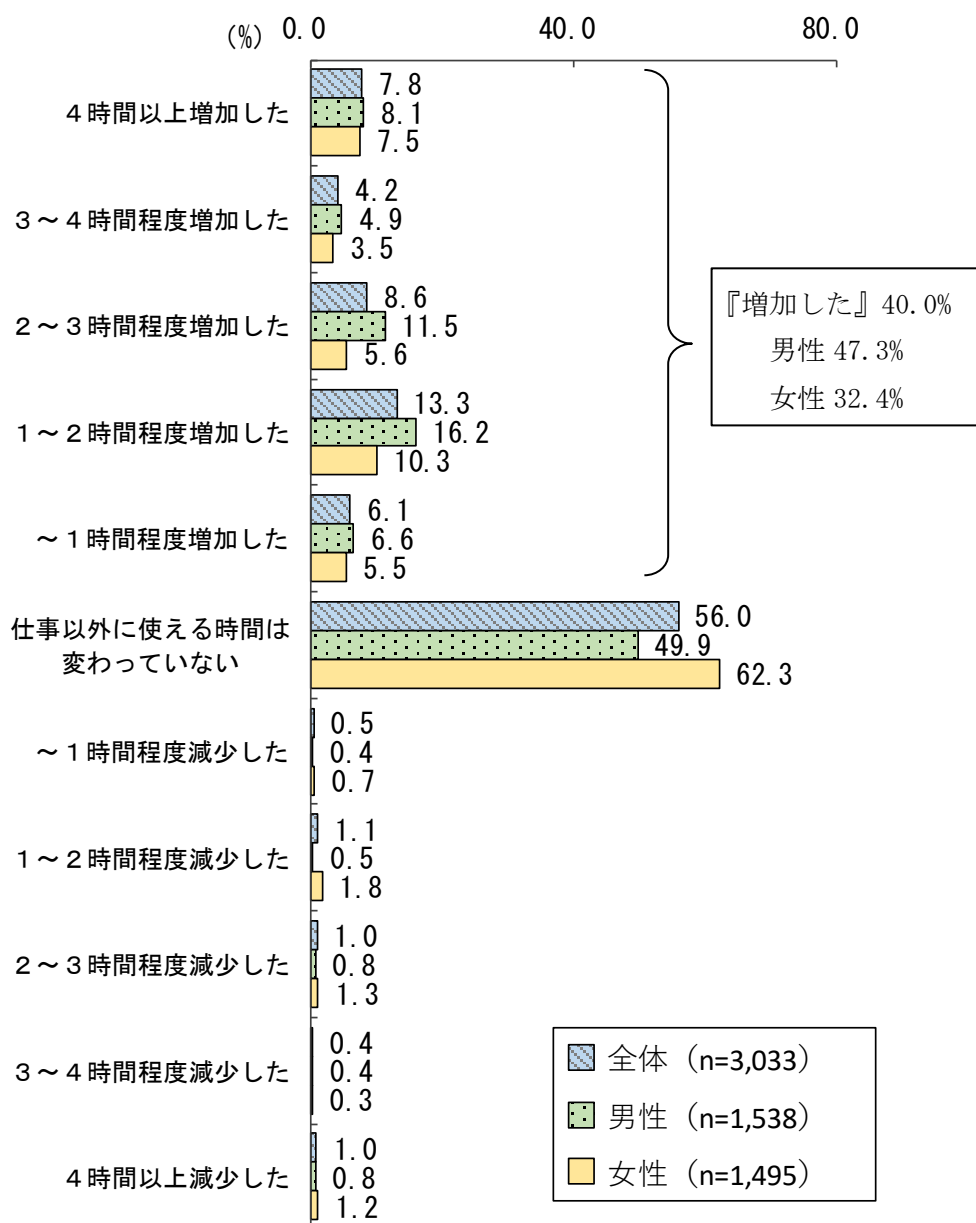 (%) 0.0 40.0 80.0
４時間以上増加した
7.8
8.1
7.5
３～４時間程度増加した
4.2
4.9
3.5
２～３時間程度増加した
8.6
11.5
5.6
１～２時間程度増加した
13.3
16.2
10.3
～１時間程度増加した
6.1
6.6
5.5
『増加した』40.0%
男性 47.3%
女性 32.4%
仕事以外に使える時間は
変わっていない
56.0
49.9
62.3
～１時間程度減少した
0.5
0.4
0.7
１～２時間程度減少した
1.1
0.5
1.8
２～３時間程度減少した
1.0
0.8
1.3
３～４時間程度減少した
0.4
0.4
0.3
４時間以上減少した
1.0
0.8
1.2
全体（n=3,033）
男性（n=1,538）
女性（n=1,495）